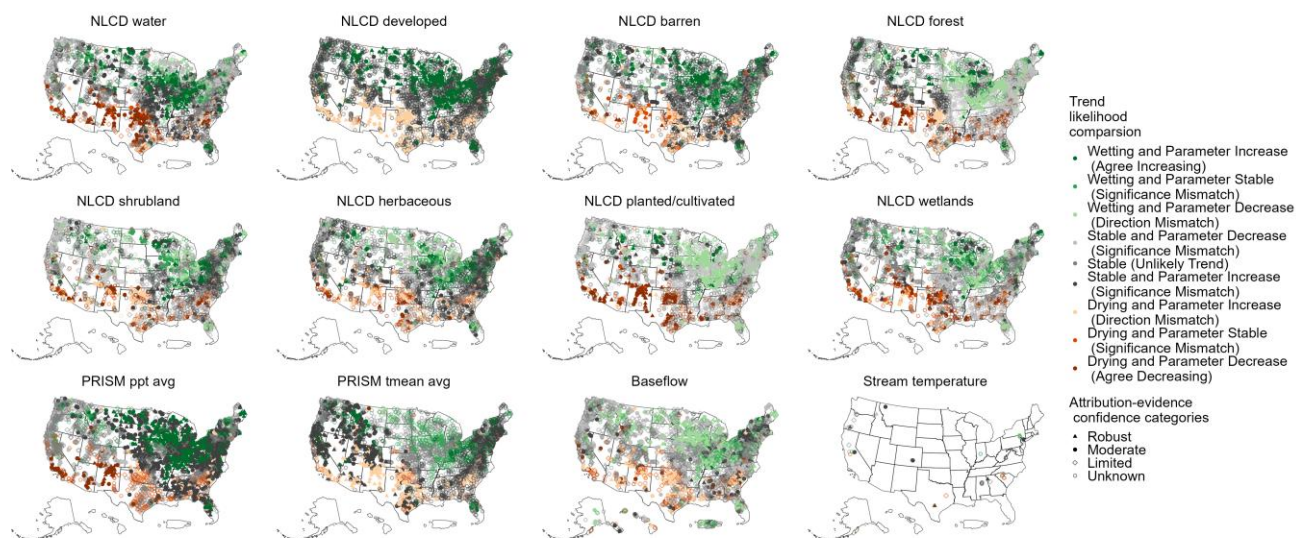 NLCD water
NLCD developed
NLCD barren
NLCD forest
NLCD shrubland
NLCD herbaceous
NLCD planted/cultivated
NLCD wetlands
PRISM ppt avg
PRISM tmean avg
Baseflow
Stream temperature
Trend
likelihood
comparsion
Wetting and Parameter Increase
(Agree Increasing)
Wetting and Parameter Stable
(Significance Mismatch)
Wetting and Parameter Decrease
(Direction Mismatch)
Stable and Parameter Decrease
(Significance Mismatch)
Stable (Unlikely Trend)
Stable and Parameter Increase
(Significance Mismatch)
Drying and Parameter Increase
(Direction Mismatch)
Drying and Parameter Stable
(Significance Mismatch)
Drying and Parameter Decrease
(Agree Decreasing)
Attribution-evidence
confidence categories
Robust
Moderate
Limited
Unknown